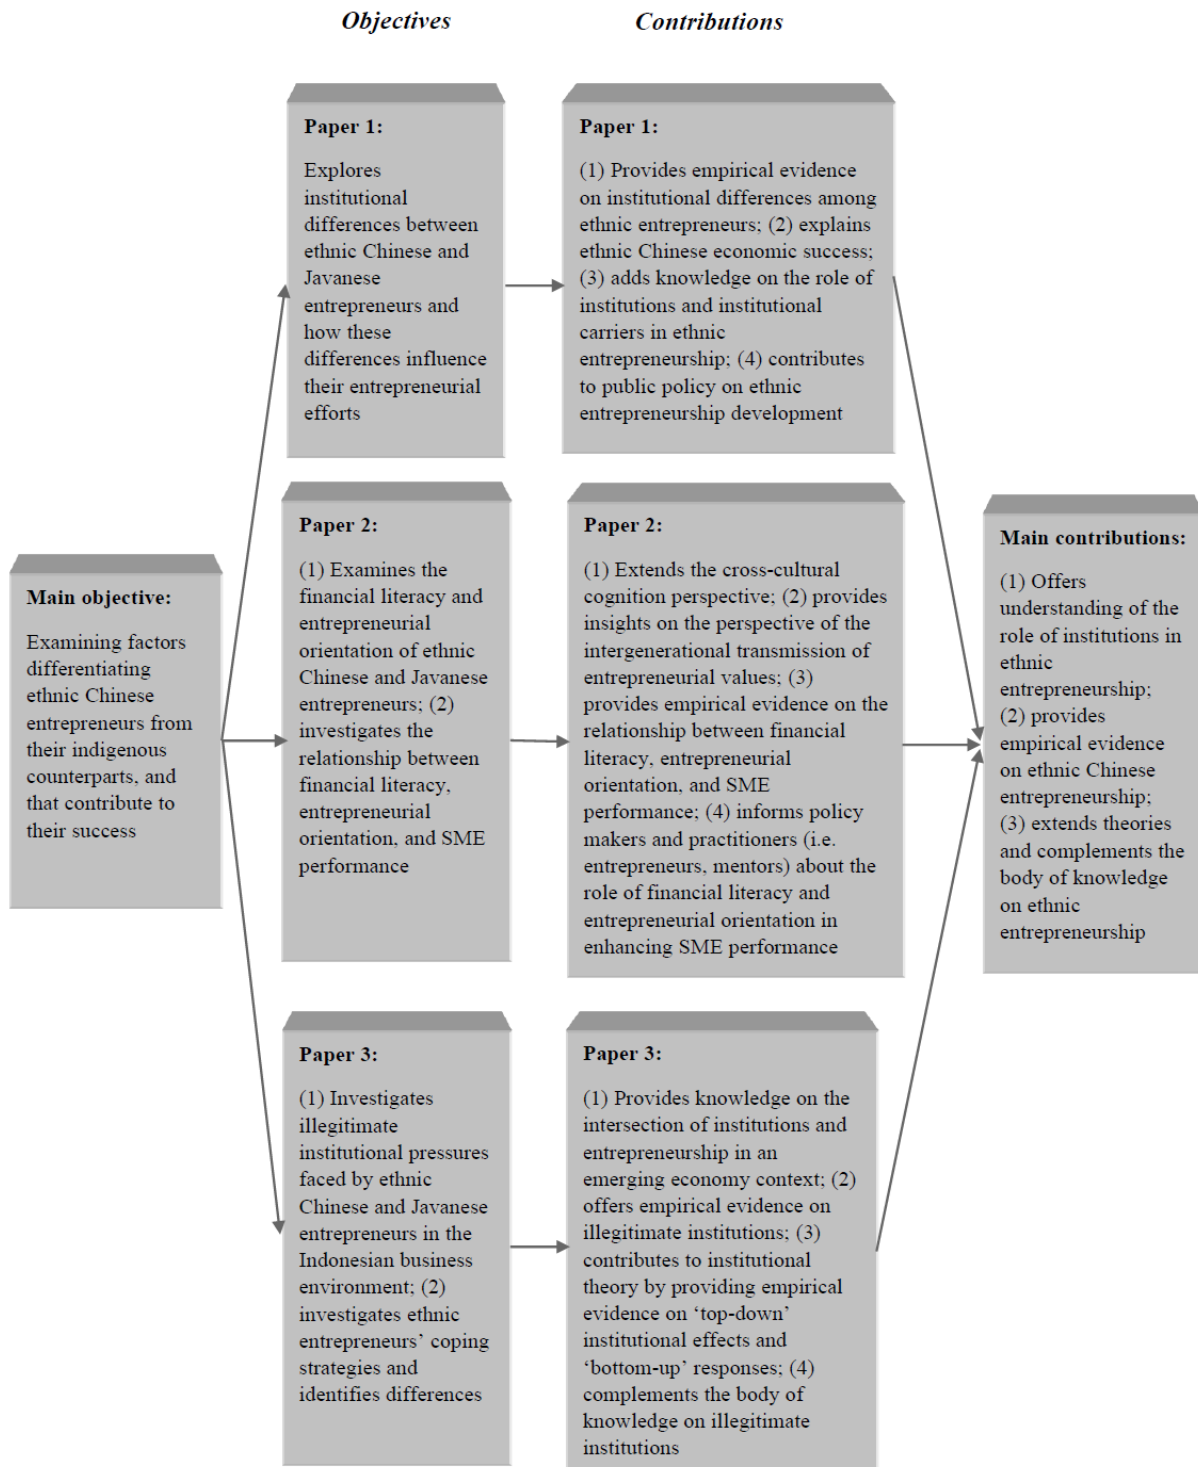 Objectives
Contributions
Main objective:
Examining factors
differentiating
ethnic Chinese
entrepreneurs from
their indigenous
counterparts, and
that contribute to
their success
Paper 1:
Explores
institutional
differences between
ethnic Chinese and
Javanese
entrepreneurs and
how these
differences influence
their entrepreneurial
efforts
Paper 1:
(1) Provides empirical evidence
on institutional differences among
ethnic entrepreneurs; (2) explains
ethnic Chinese economic success;
(3) adds knowledge on the role of
institutions and institutional
carriers in ethnic
entrepreneurship; (4) contributes
to public policy on ethnic
entrepreneurship development
Paper 2:
(1) Examines the
financial literacy and
entrepreneurial
orientation of ethnic
Chinese and Javanese
entrepreneurs; (2)
investigates the
relationship between
financial literacy,
entrepreneurial
orientation, and SME
performance
Paper 2:
(1) Extends the cross-cultural
cognition perspective; (2) provides
insights on the perspective of the
intergenerational transmission of
entrepreneurial values; (3)
provides empirical evidence on the
relationship between financial
literacy, entrepreneurial
orientation, and SME
performance; (4) informs policy
makers and practitioners (i.e.
entrepreneurs, mentors) about the
role of financial literacy and
entrepreneurial orientation in
enhancing SME performance
Paper 3:
(1) Investigates
illegitimate
institutional pressures
faced by ethnic
Chinese and Javanese
entrepreneurs in the
Indonesian business
environment; (2)
investigates ethnic
entrepreneurs’ coping
strategies and
identifies differences
Paper 3:
(1) Provides knowledge on the
intersection of institutions and
entrepreneurship in an
emerging economy context; (2)
offers empirical evidence on
illegitimate institutions; (3)
contributes to institutional
theory by providing empirical
evidence on ‘top-down’
institutional effects and
‘bottom-up’ responses; (4)
complements the body of
knowledge on illegitimate
institutions
Main contributions:
(1) Offers
understanding of the
role of institutions in
ethnic
entrepreneurship;
(2) provides
empirical evidence
on ethnic Chinese
entrepreneurship;
(3) extends theories
and complements the
body of knowledge
on ethnic
entrepreneurship